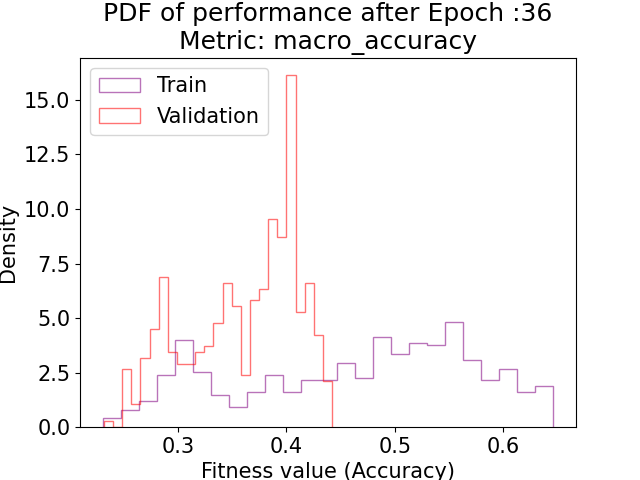 PDF of performance after Epoch :36
Metric: macro_accuracy
Train
Validation
15.0
12.5
10.0
7.5
5.0
2.5
0.0
Density
0.3
0.4
0.5
0.6
Fitness value (Accuracy)